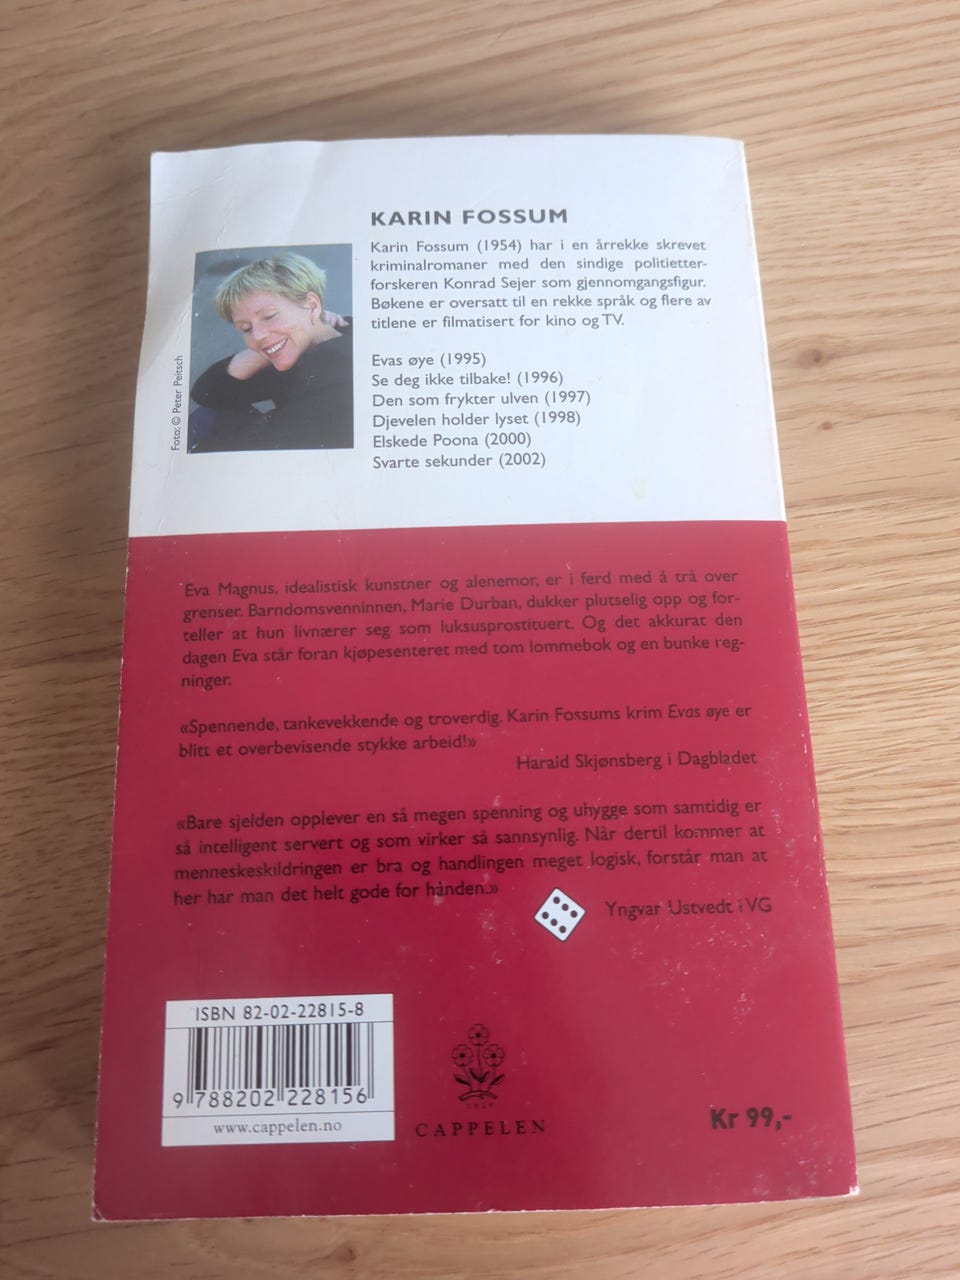 KARIN FOSSUM
Karin Fossum (1954) har i en årrekke skrevet
kriminalromaner med den sindige politietter-
forskeren Konrad Sejer som gjennomgangsfigur.
Bøkene er oversatt til en rekke språk og flere av
titlene er filmatisert for kino og TV.
Foto: © Peter Peitsch
Evas øye (1995)
Se deg ikke tilbake! (1996)
Den som frykter ulven (1997)
Djevelen holder lyset (1998)
Elskede Poona (2000)
Svarte sekunder (2002)
Eva Magnus, idealistisk kunstner og alenemor, er i ferd med å trå over
grenser. Barndomsvenninnen, Marie Durban, dukker plutselig opp og for-
teller at hun livnærer seg som luksusprostituert. Og det akkurat den
dagen Eva står foran kjøpesenteret med tom lommebok og en bunke reg-
ninger.
«Spennende, tankevekkende og troverdig. Karin Fossums krim Evas øye er
blitt et overbevisende stykke arbeid!»
Harald Skjønsberg i Dagbladet
«Bare sjelden opplever en så megen spenning og uhygge som samtidig er
så intelligent servert og som virker så sannsynlig. Når dertil kommer at
menneskeskildringen er bra og handlingen meget logisk, forstår man at
her har man det helt gode for hånden.»
Yngvar Ustvedt i VG
ISBN 82-02-22815-8
9 788202 228156
www.cappelen.no
1829
CAPPELEN
Kr 99,-